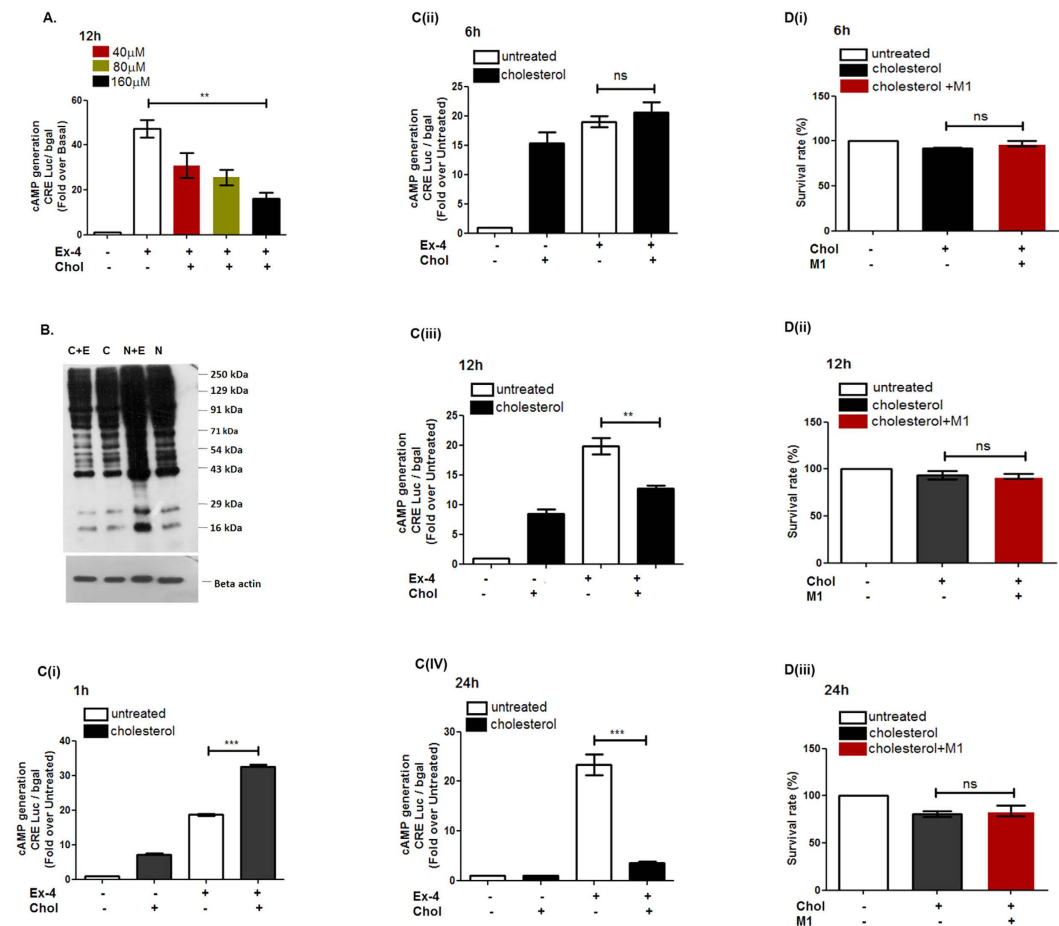 A.
12h
40μM
80μM
160μM
**
60
40
20
0
cAMP generation
CRE Luc/ bgal
(Fold over Basal)
Ex-4 - + + + +
Chol - - + + +
B.
C+E C N+E N
250 kDa
129 kDa
91 kDa
71 kDa
54 kDa
43 kDa
29 kDa
16 kDa
Beta actin
C(i)
1h
untreated
cholesterol
***
40
30
20
10
0
cAMP generation
CRE Luc / bgal
(Fold over Untreated)
Ex-4 - - + +
Chol - + - +
C(ii)
6h
untreated
cholesterol
ns
25
20
15
10
5
0
cAMP generation
CRE Luc / bgal
(Fold over Untreated)
Ex-4 - - + +
Chol - + - +
C(iii)
12h
untreated
cholesterol
**
25
20
15
10
5
0
cAMP generation
CRE Luc / bgal
(Fold over Untreated)
Ex-4 - - + +
Chol - + - +
C(IV)
24h
untreated
cholesterol
***
30
20
10
0
cAMP generation
CRE Luc / bgal
(Fold over Untreated)
Ex-4 - - + +
Chol - + - +
D(i)
6h
untreated
cholesterol
cholesterol +M1
ns
150
100
50
0
Survival rate (%)
Chol - + +
M1 - +
D(ii)
12h
untreated
cholesterol
cholesterol+M1
ns
150
100
50
0
Survival rate (%)
Chol - + +
M1 - +
D(iii)
24h
untreated
cholesterol
cholesterol+M1
ns
150
100
50
0
Survival rate (%)
Chol - + +
M1 - +